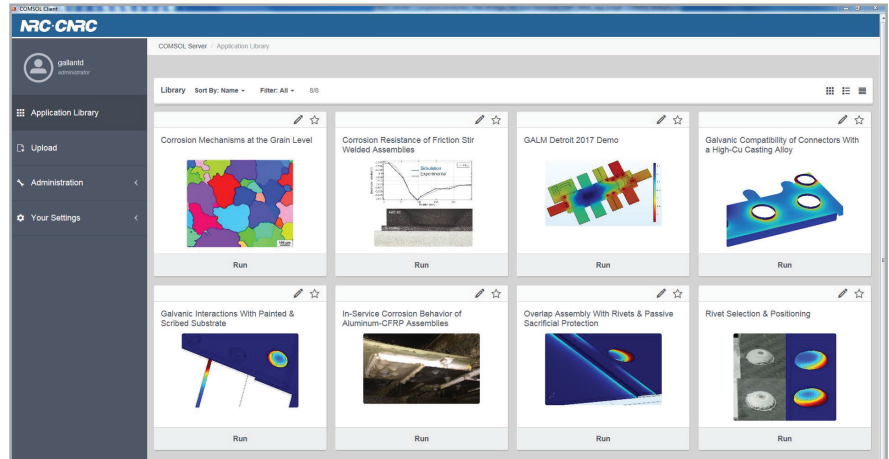 COMSOL Client
NRC·CNRC
gallantd
administrator
Application Library
Upload
Administration
Your Settings
COMSOL Server / Application Library
Library Sort By: Name Filter: All 8/8
Corrosion Mechanisms at the Grain Level
Run
Corrosion Resistance of Friction Stir
Welded Assemblies
Simulation
Experimental
Run
GALM Detroit 2017 Demo
Run
Galvanic Compatibility of Connectors With
a High-Cu Casting Alloy
Run
Galvanic Interactions With Painted &
Scribed Substrate
Run
In-Service Corrosion Behavior of
Aluminum-CFRP Assemblies
Run
Overlap Assembly With Rivets & Passive
Sacrificial Protection
Run
Rivet Selection & Positioning
Run